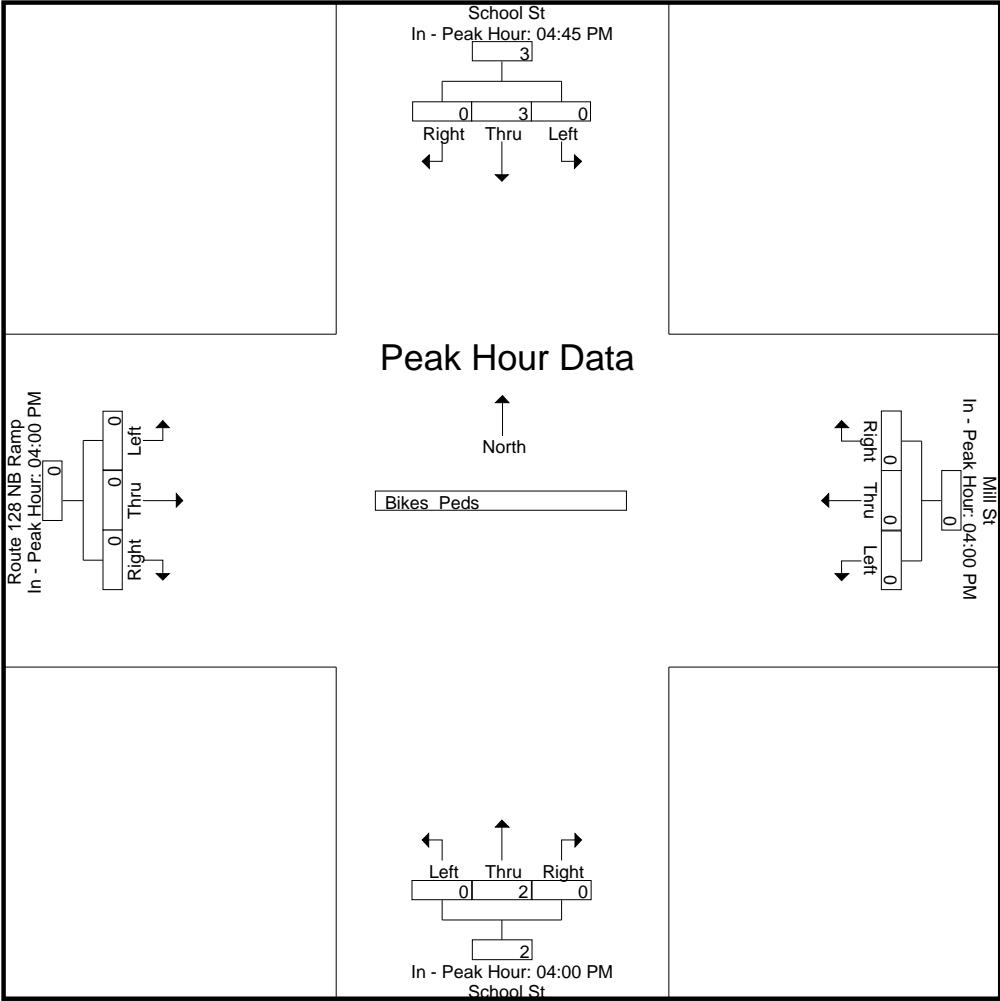 School St
In - Peak Hour: 04:45 PM
3
0 3 0
Right Thru Left
Peak Hour Data
North
Bikes Peds
Route 128 NB Ramp
In - Peak Hour: 04:00 PM
0
0 0 0
Left Thru Right
Mill St
In - Peak Hour: 04:00 PM
0
0 0 0
Right Thru Left
Left Thru Right
0 2 0
2
In - Peak Hour: 04:00 PM
School St